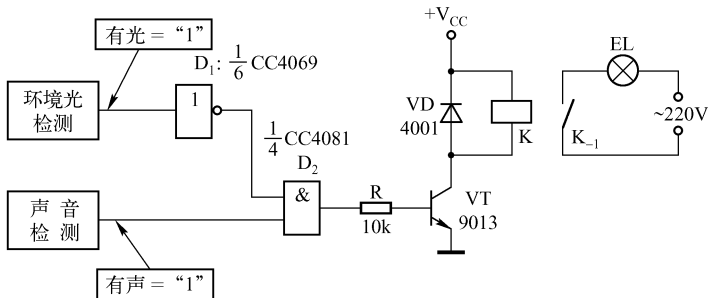 有光＝“1”
D₁: 1/6 CC4069
环境光
检测
1
1/4 CC4081
D₂
&
声音
检测
有声＝“1”
R
10k
+V_CC
VD
4001
K
VT
9013
EL
K₋₁
~220V